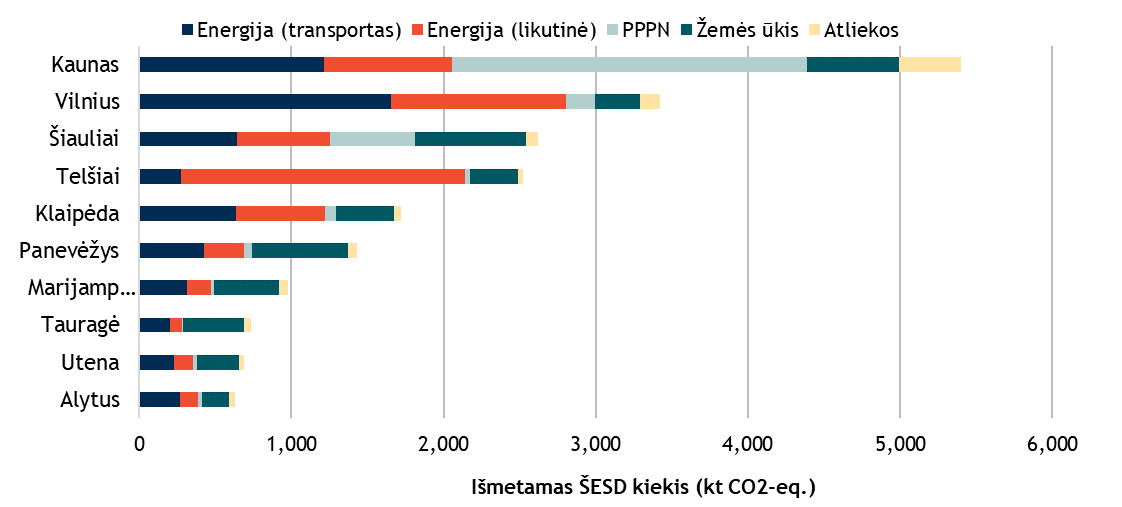 Energija (transportas) Energija (likutinė) PPPN Žemės ūkis Atliekos
Kaunas
Vilnius
Šiauliai
Telšiai
Klaipėda
Panevėžys
Marijamp...
Tauragė
Utena
Alytus
0 1,000 2,000 3,000 4,000 5,000 6,000
Išmetamas ŠESD kiekis (kt CO2-eq.)